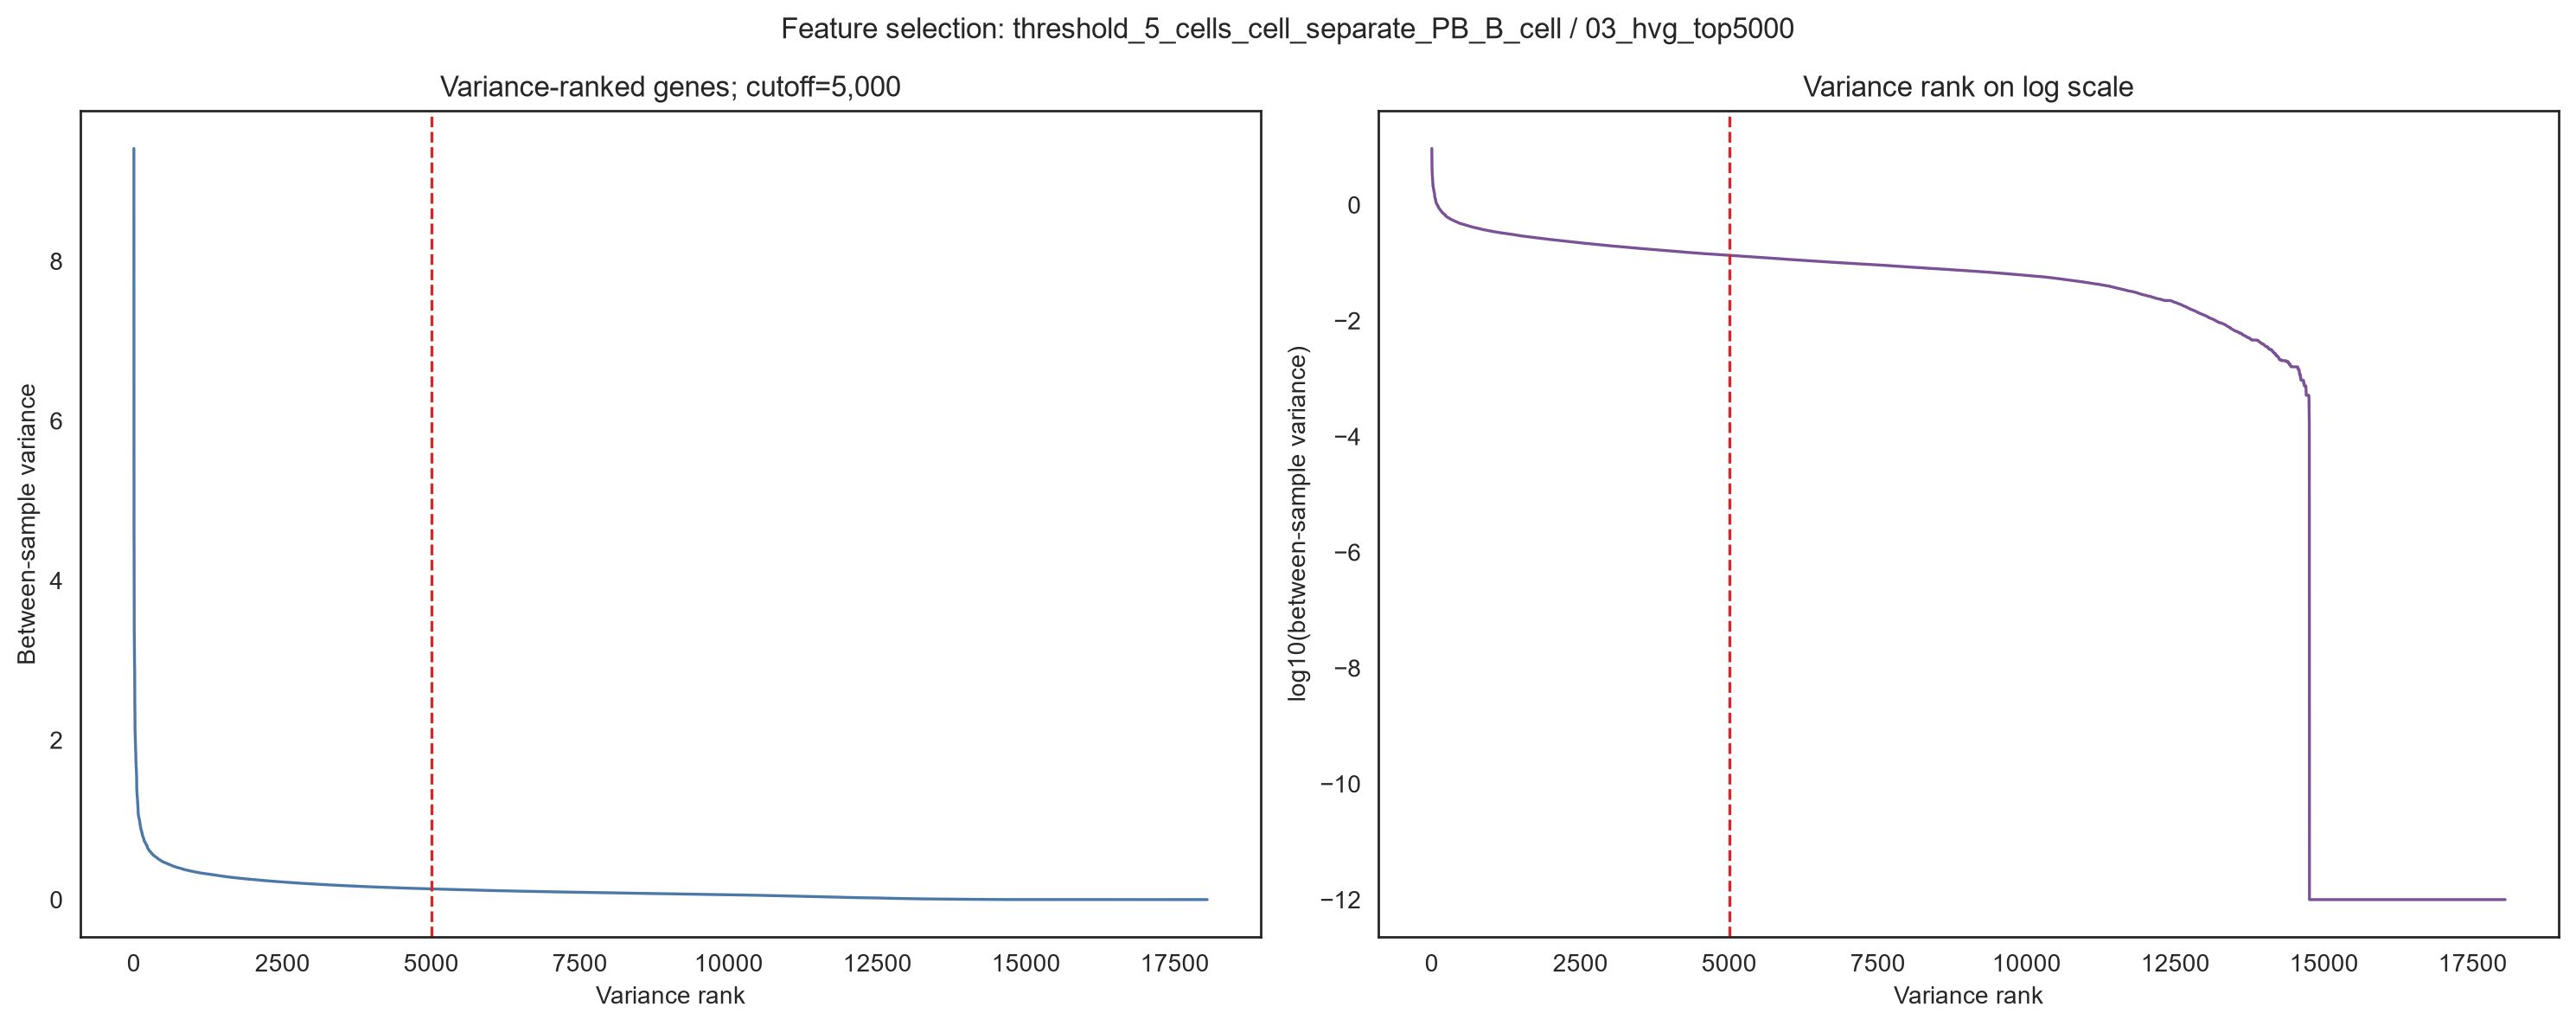 Feature selection: threshold_5_cells_cell_separate_PB_B_cell / 03_hvg_top5000
Variance-ranked genes; cutoff=5,000
Between-sample variance
8
6
4
2
0
0 2500 5000 7500 10000 12500 15000 17500
Variance rank
Variance rank on log scale
log10(between-sample variance)
0
−2
−4
−6
−8
−10
−12
0 2500 5000 7500 10000 12500 15000 17500
Variance rank